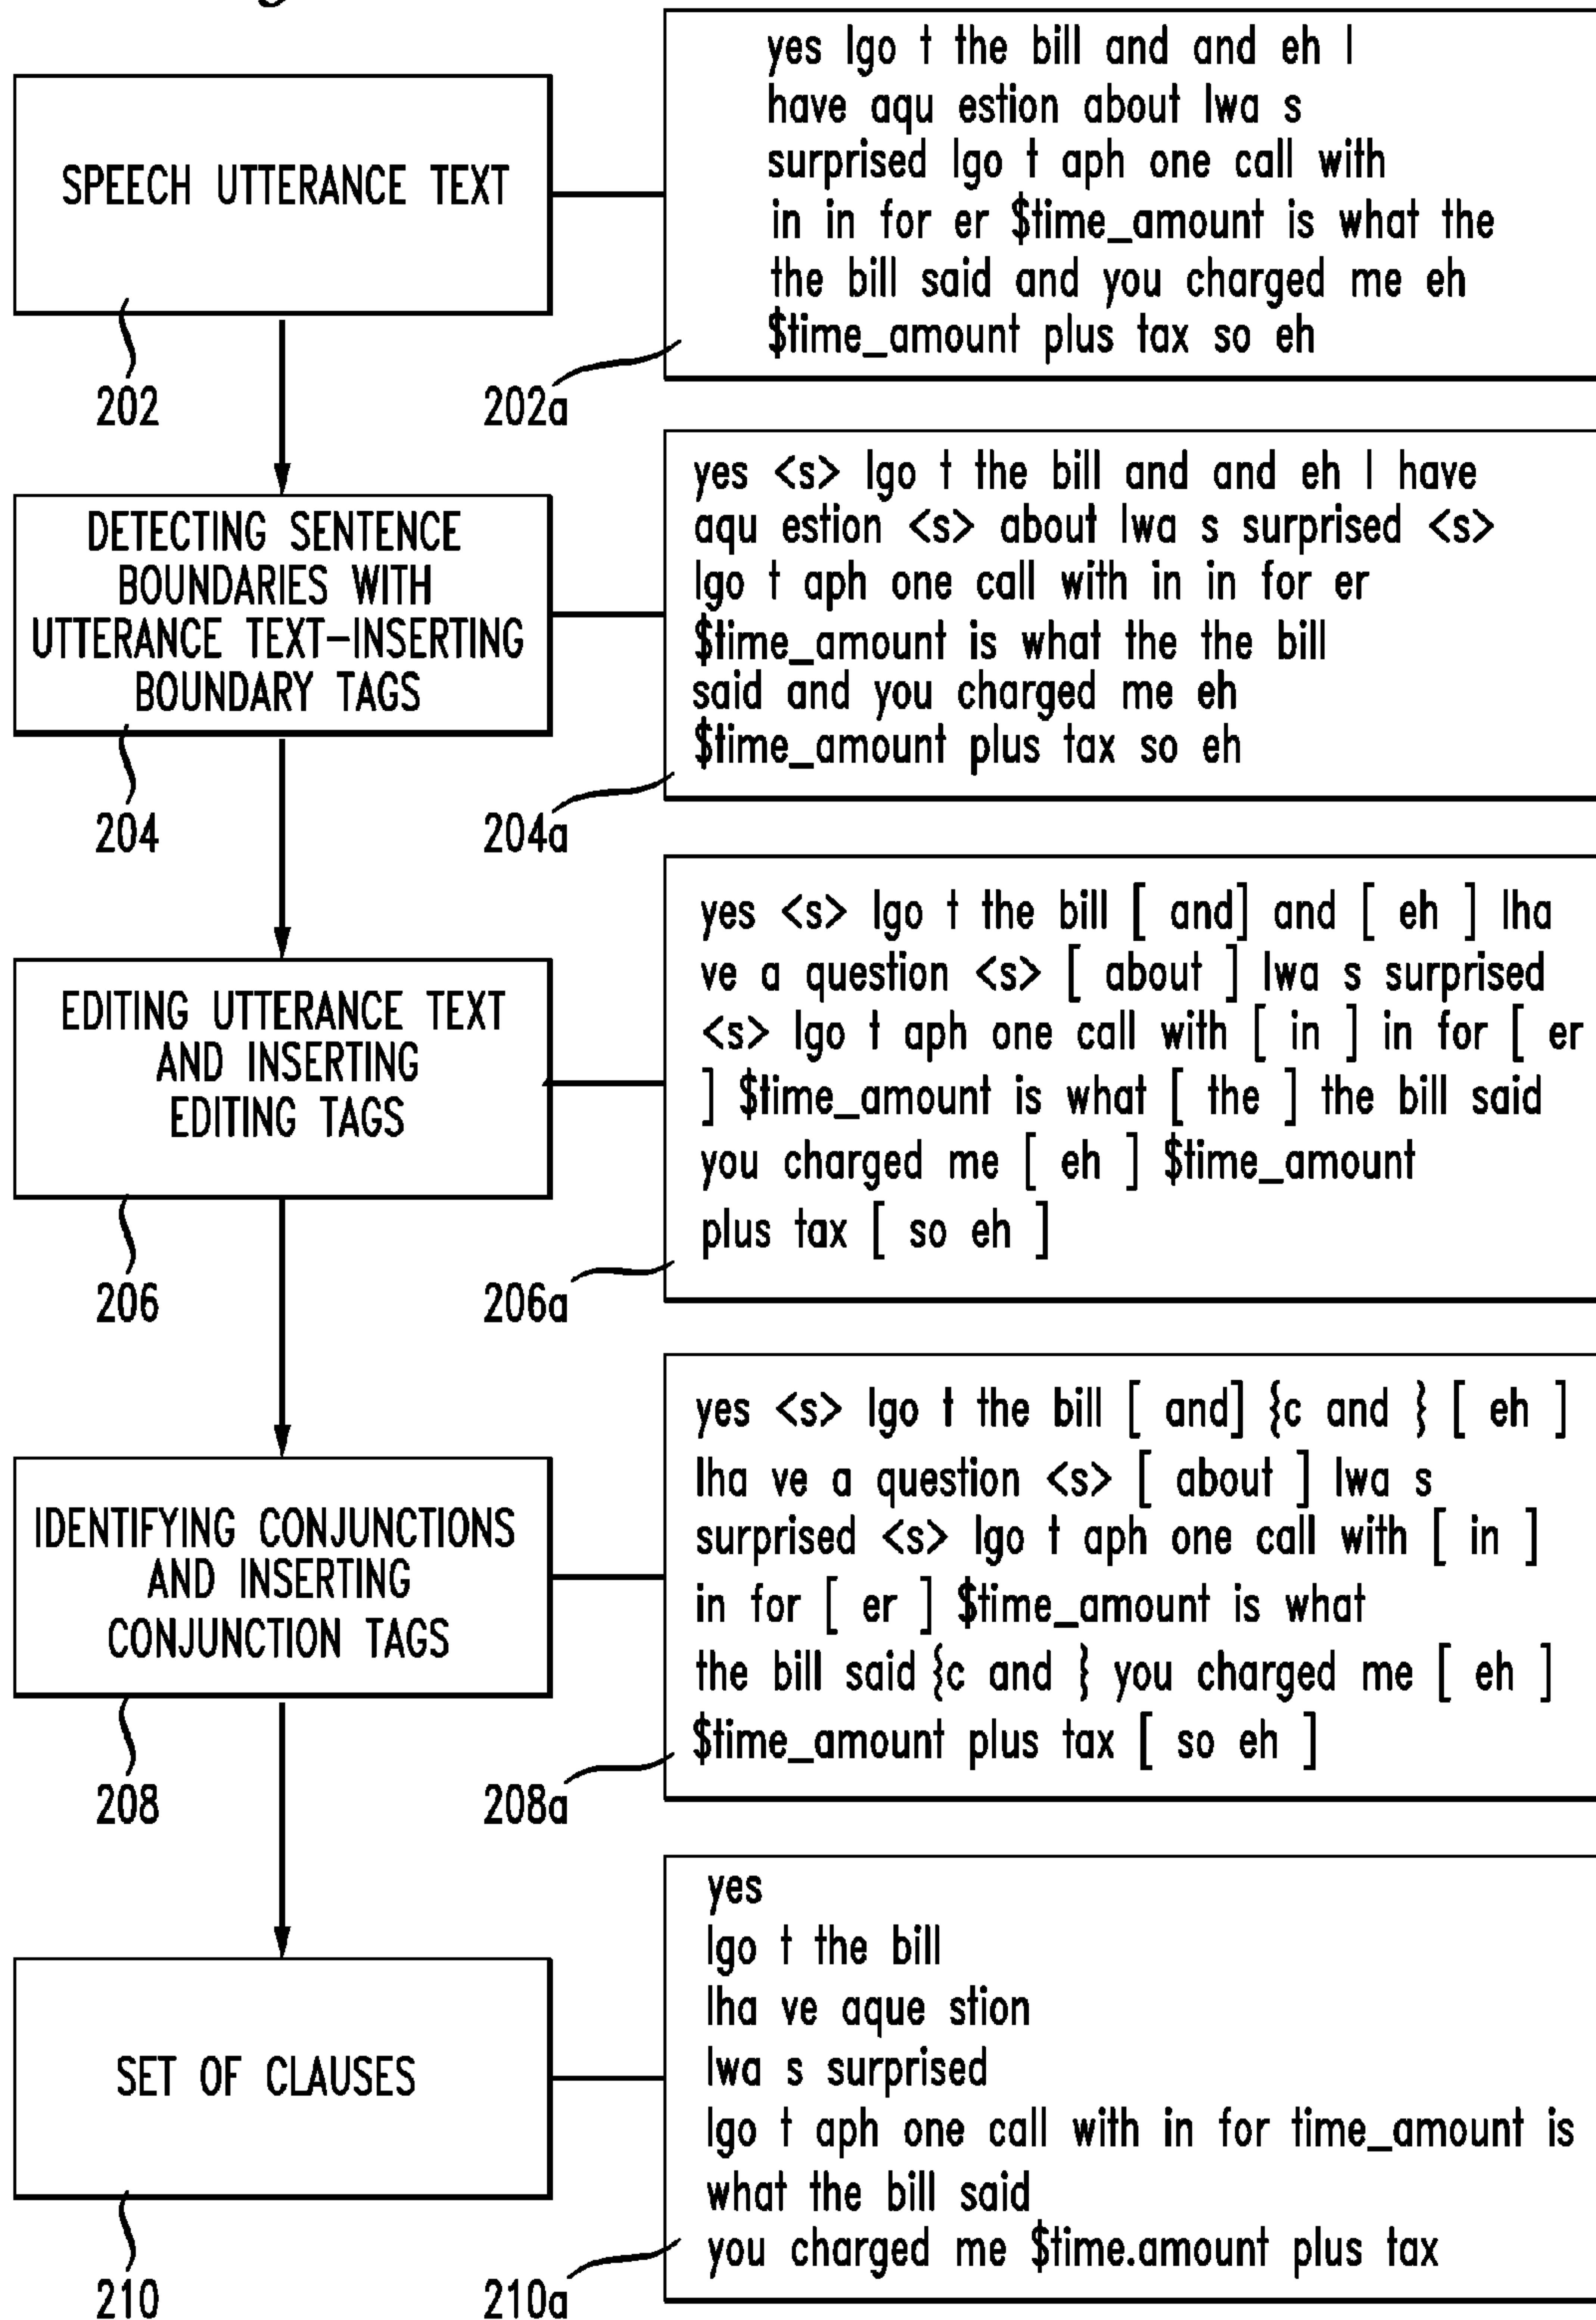 SPEECH UTTERANCE TEXT
202
yes Igo t the bill and and eh I
have aqu estion about Iwa s
surprised Igo t aph one call with
in in for er $time_amount is what the
the bill said and you charged me eh
$time_amount plus tax so eh
202a
DETECTING SENTENCE
BOUNDARIES WITH
UTTERANCE TEXT-INSERTING
BOUNDARY TAGS
204
yes <s> Igo t the bill and and eh I have
aqu estion <s> about Iwa s surprised <s>
Igo t aph one call with in in for er
$time_amount is what the the bill
said and you charged me eh
$time_amount plus tax so eh
204a
EDITING UTTERANCE TEXT
AND INSERTING
EDITING TAGS
206
yes <s> Igo t the bill [ and] and [ eh ] Iha
ve a question <s> [ about ] Iwa s surprised
<s> Igo t aph one call with [ in ] in for [ er
] $time_amount is what [ the ] the bill said
you charged me [ eh ] $time_amount
plus tax [ so eh ]
206a
IDENTIFYING CONJUNCTIONS
AND INSERTING
CONJUNCTION TAGS
208
yes <s> Igo t the bill [ and] {c and } [ eh ]
Iha ve a question <s> [ about ] Iwa s
surprised <s> Igo t aph one call with [ in ]
in for [ er ] $time_amount is what
the bill said {c and } you charged me [ eh ]
$time_amount plus tax [ so eh ]
208a
SET OF CLAUSES
210
yes
Igo t the bill
Iha ve aque stion
Iwa s surprised
Igo t aph one call with in for time_amount is
what the bill said
you charged me $time.amount plus tax
210a